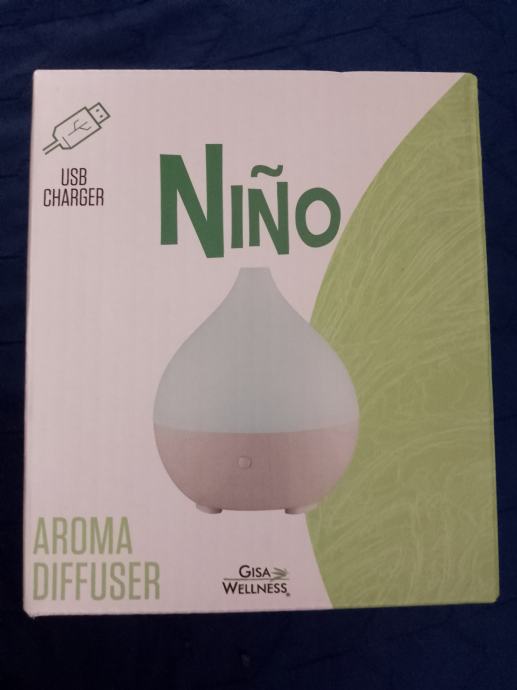 USB
CHARGER
NIÑO
AROMA
DIFFUSER
GISA
WELLNESS®